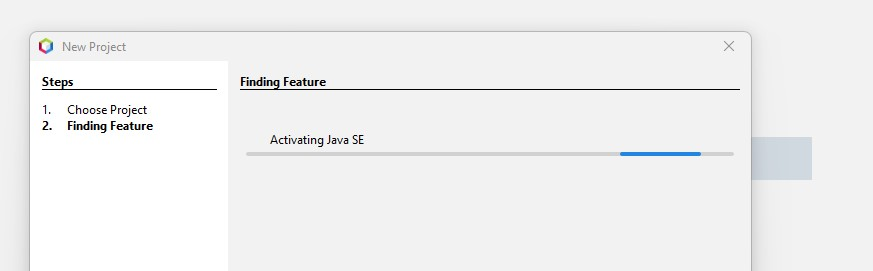 New Project
Steps
1. Choose Project
2. Finding Feature
Finding Feature
Activating Java SE